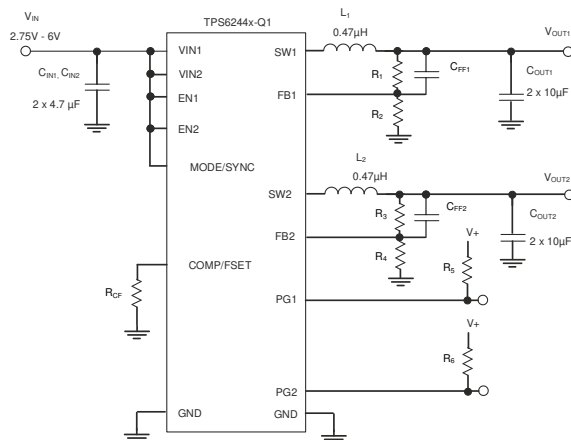 TPS6244x-Q1
VIN
2.75V - 6V
CIN1, CIN2
2 x 4.7 µF
VIN1
VIN2
EN1
EN2
MODE/SYNC
COMP/FSET
RCF
GND
SW1
FB1
SW2
FB2
PG1
PG2
GND
L1
0.47µH
R1
R2
CFF1
COUT1
2 x 10µF
VOUT1
L2
0.47µH
R3
R4
CFF2
COUT2
2 x 10µF
VOUT2
V+
R5
V+
R6